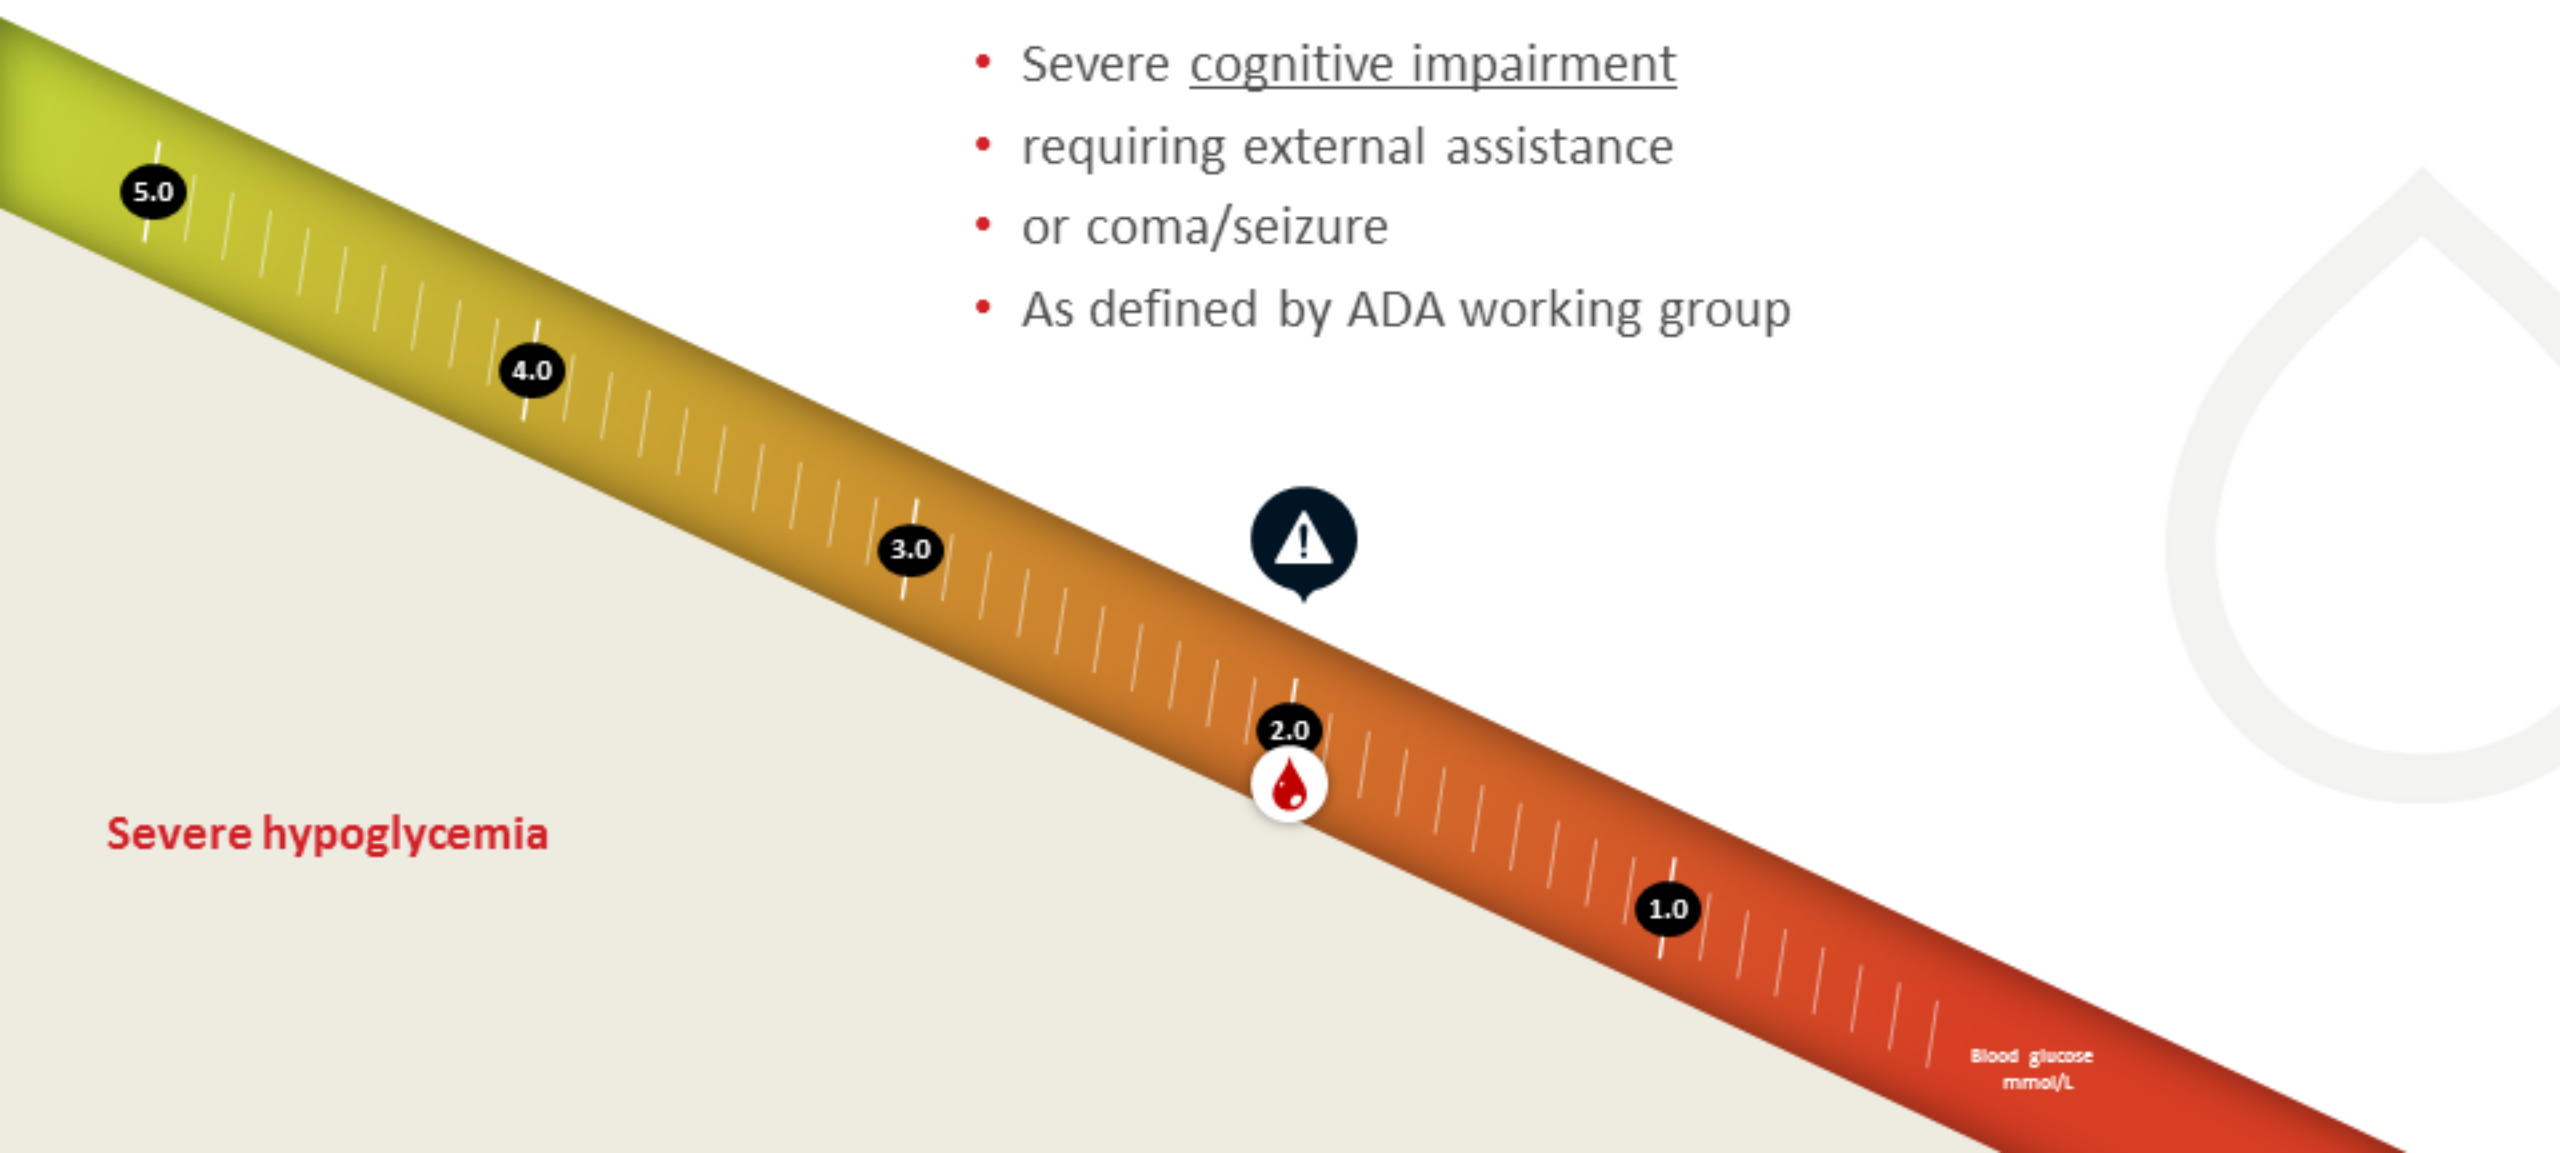 Severe cognitive impairment
requiring external assistance
or coma/seizure
As defined by ADA working group
5.0
4.0
3.0
2.0
1.0
Severe hypoglycemia
Blood glucose
mmol/L